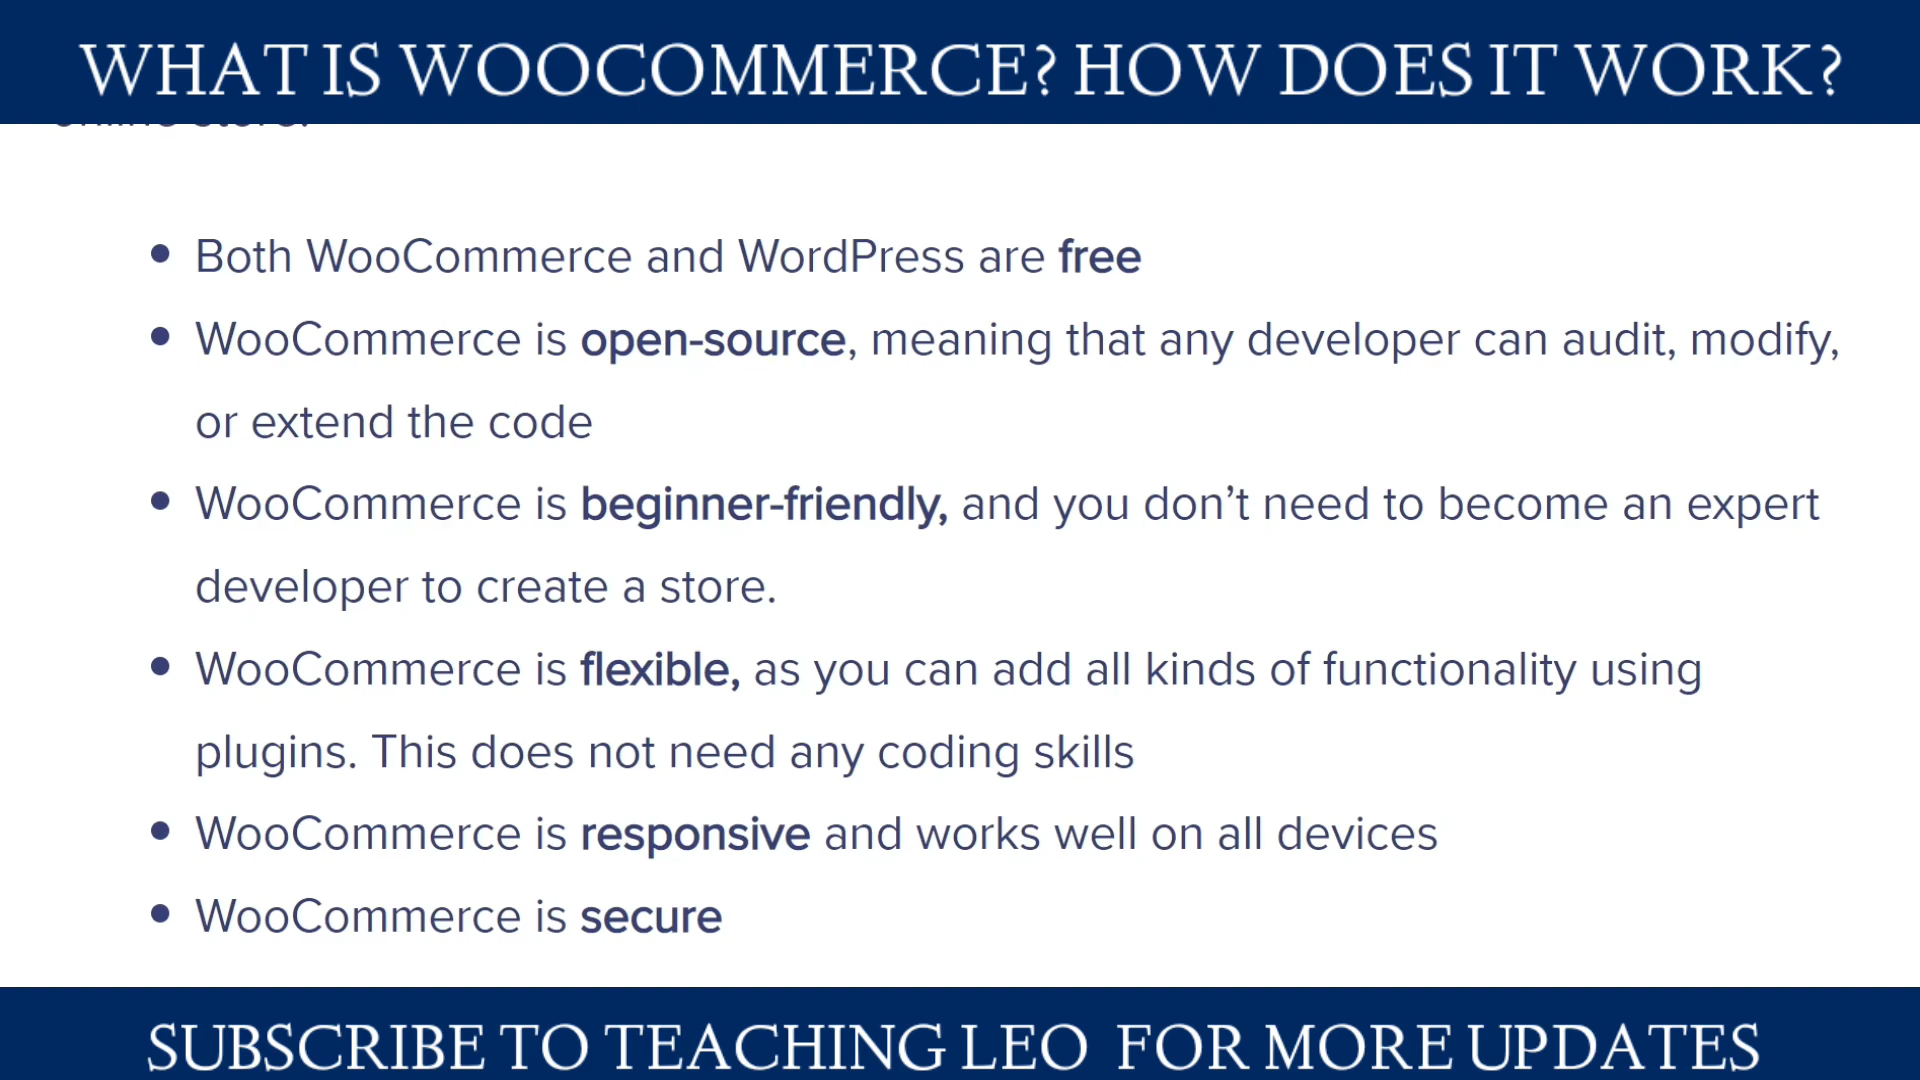 WHAT IS WOOCOMMERCE? HOW DOES IT WORK?
online store.
• Both WooCommerce and WordPress are free
• WooCommerce is open-source, meaning that any developer can audit, modify,
or extend the code
• WooCommerce is beginner-friendly, and you don’t need to become an expert
developer to create a store.
• WooCommerce is flexible, as you can add all kinds of functionality using
plugins. This does not need any coding skills
• WooCommerce is responsive and works well on all devices
• WooCommerce is secure
SUBSCRIBE TO TEACHING LEO FOR MORE UPDATES